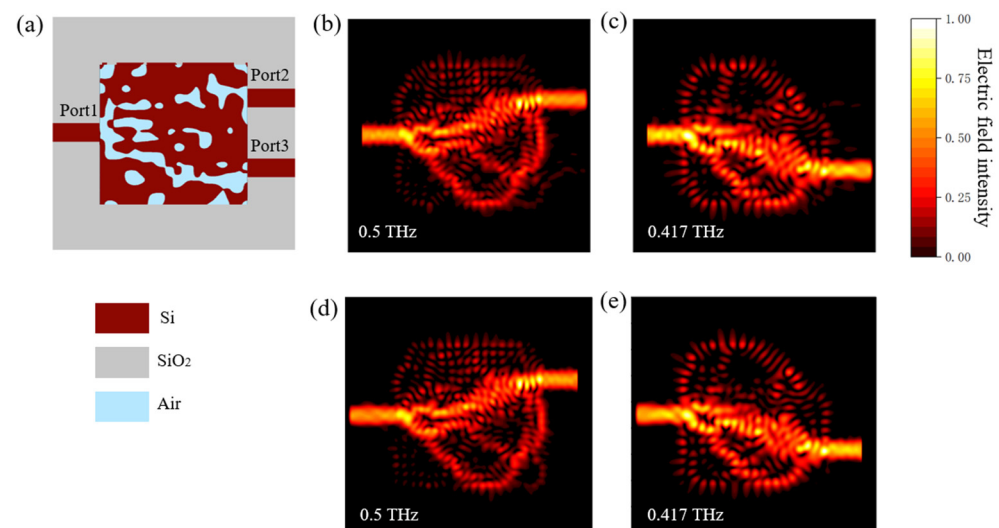 (a)
(b)
(c)
1.00
0.75
0.50
0.25
0.00
Electric field intensity
Port1
Port2
Port3
0.5 THz
0.417 THz
Si
SiO2
Air
(d)
(e)
0.5 THz
0.417 THz